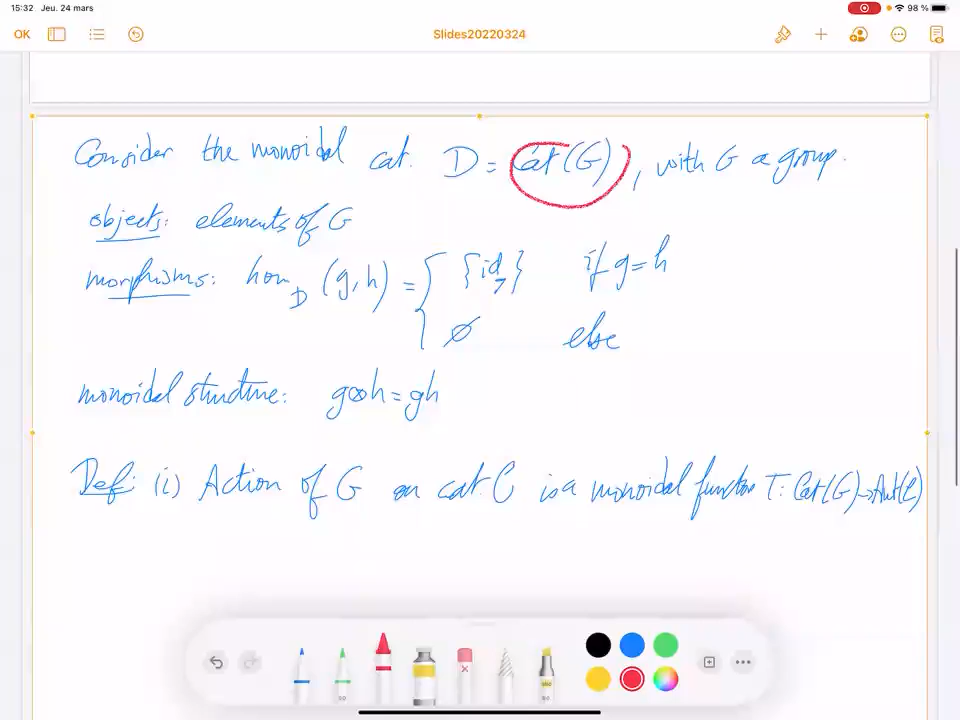 15:32 Jeu. 24 mars
98 %
OK
Slides20220324
Consider the monoidal cat. D = Cat(G), with G a group.
objects: elements of G
morphisms: hom_D (g,h) = { {id_g} if g=h
∅ else
monoidal structure: g⊗h = gh
Def: (i) Action of G on cat. C is a monoidal functor T: Cat(G)→Aut(C)